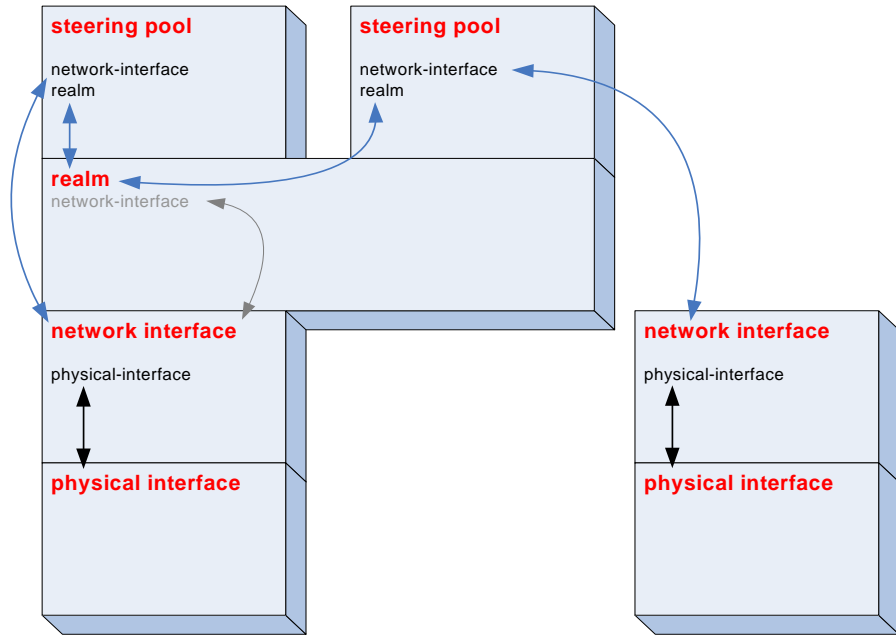 steering pool
network-interface
realm
steering pool
network-interface
realm
realm
network-interface
network interface
physical-interface
physical interface
network interface
physical-interface
physical interface